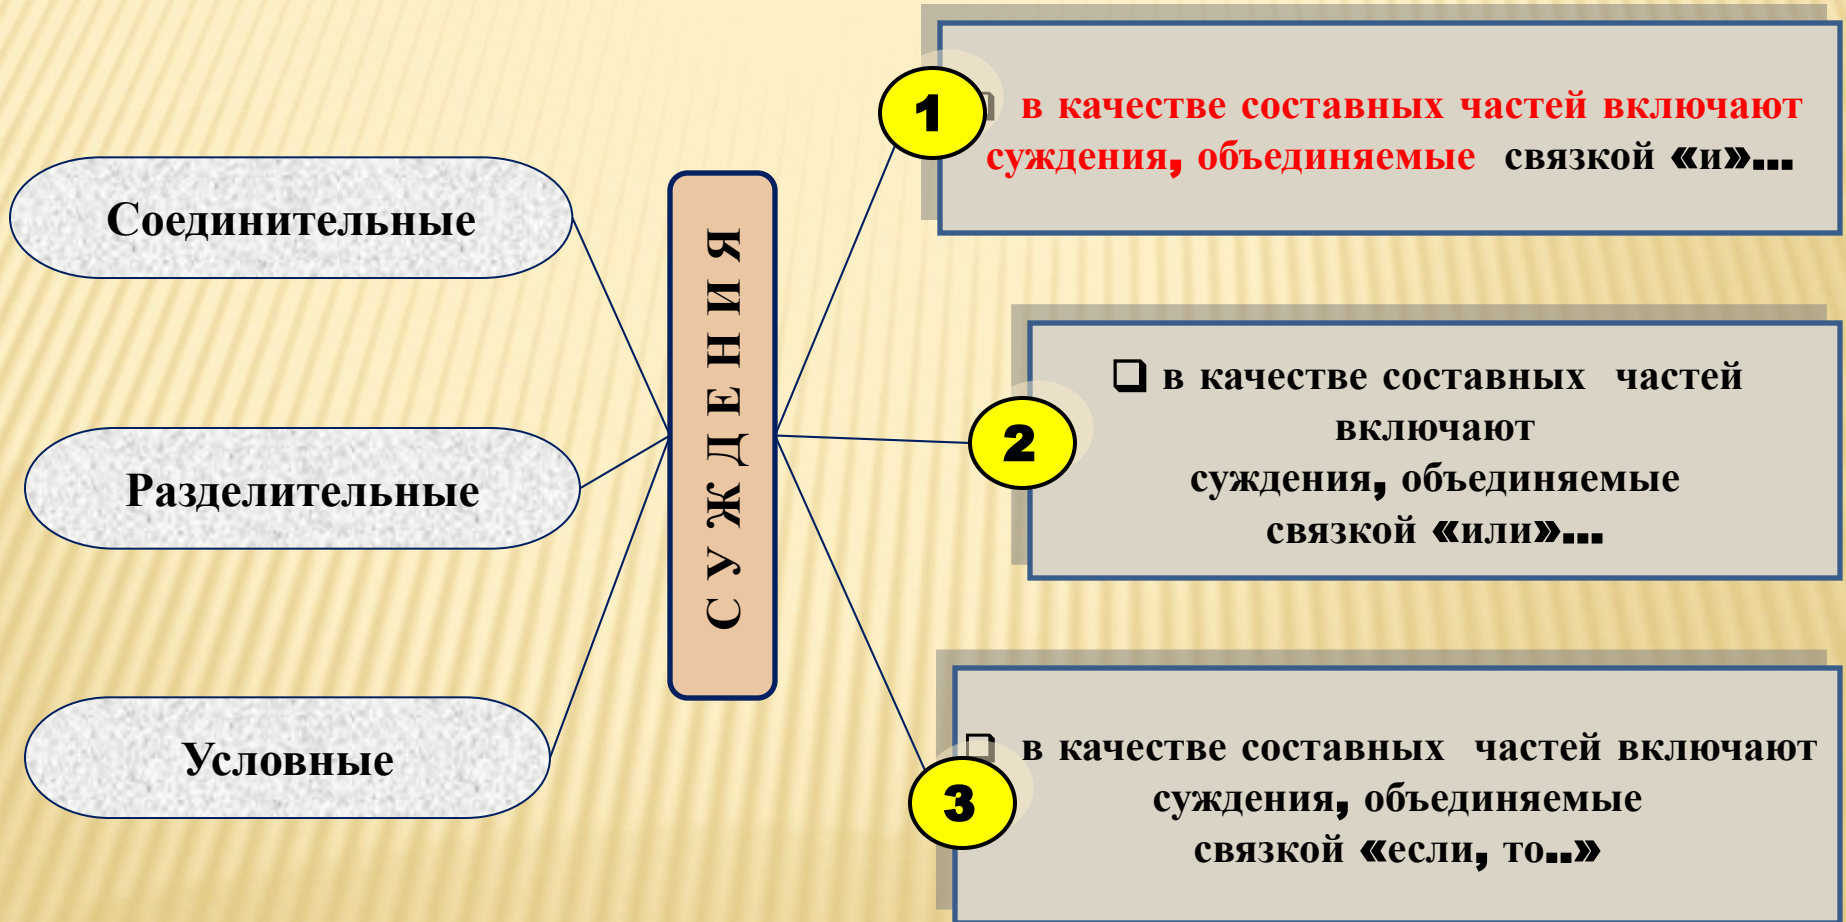 Соединительные
Разделительные
Условные
СУЖДЕНИЯ
1
❑ в качестве составных частей включают
суждения, объединяемые связкой «и»...
2
❑ в качестве составных частей
включают
суждения, объединяемые
связкой «или»...
3
❑ в качестве составных частей включают
суждения, объединяемые
связкой «если, то..»